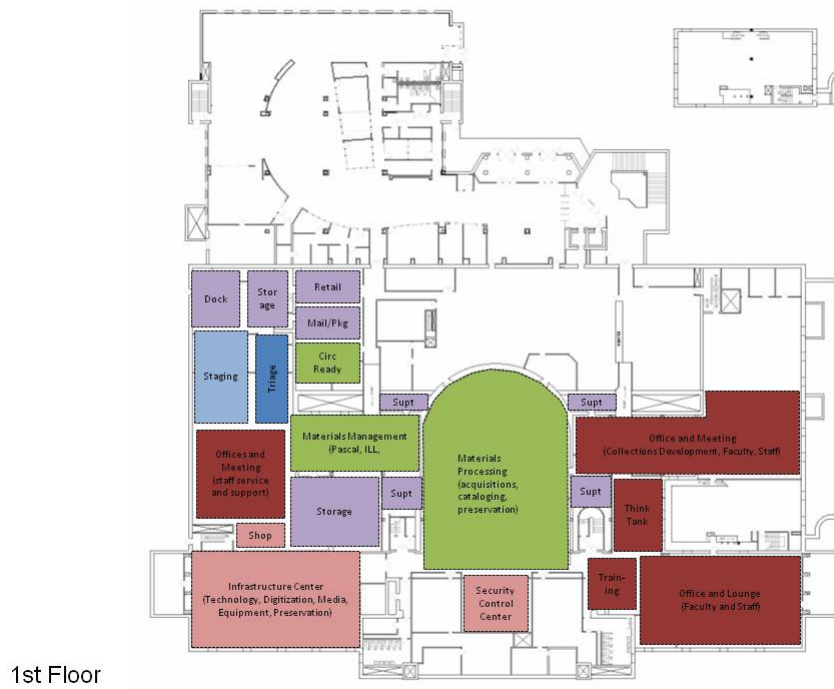 Dock
Stor
age
Retail
Mail/Pkg
Circ
Ready
Staging
Triage
Supt
Supt
Materials Management
(Pascal, ILL,
Materials
Processing
(acquisitions,
cataloging,
preservation)
Office and Meeting
(Collections Development, Faculty, Staff)
Offices and
Meeting
(staff service
and support)
Storage
Supt
Supt
Think
Tank
Shop
Infrastructure Center
(Technology, Digitization, Media,
Equipment, Preservation)
Security
Control
Center
Train-
ing
Office and Lounge
(Faculty and Staff)
1st Floor